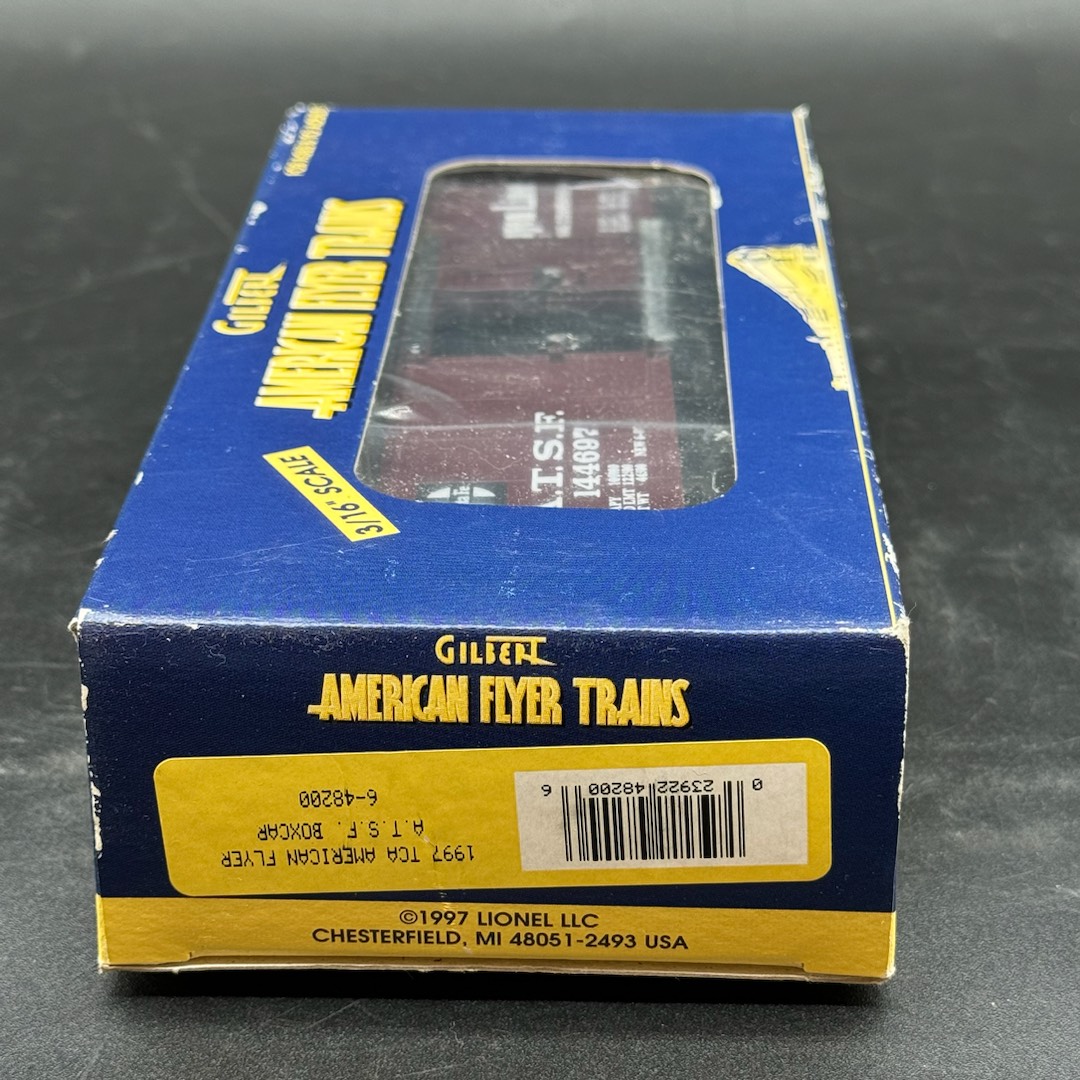 GILBERT
AMERICAN FLYER TRAINS
3/16" SCALE
A.T.S.F.
144697
GILBERT
AMERICAN FLYER TRAINS
1997 TCA AMERICAN FLYER
A.T.S.F. BOXCAR
6-48200
0 23922 48200 6
©1997 LIONEL LLC
CHESTERFIELD, MI 48051-2493 USA